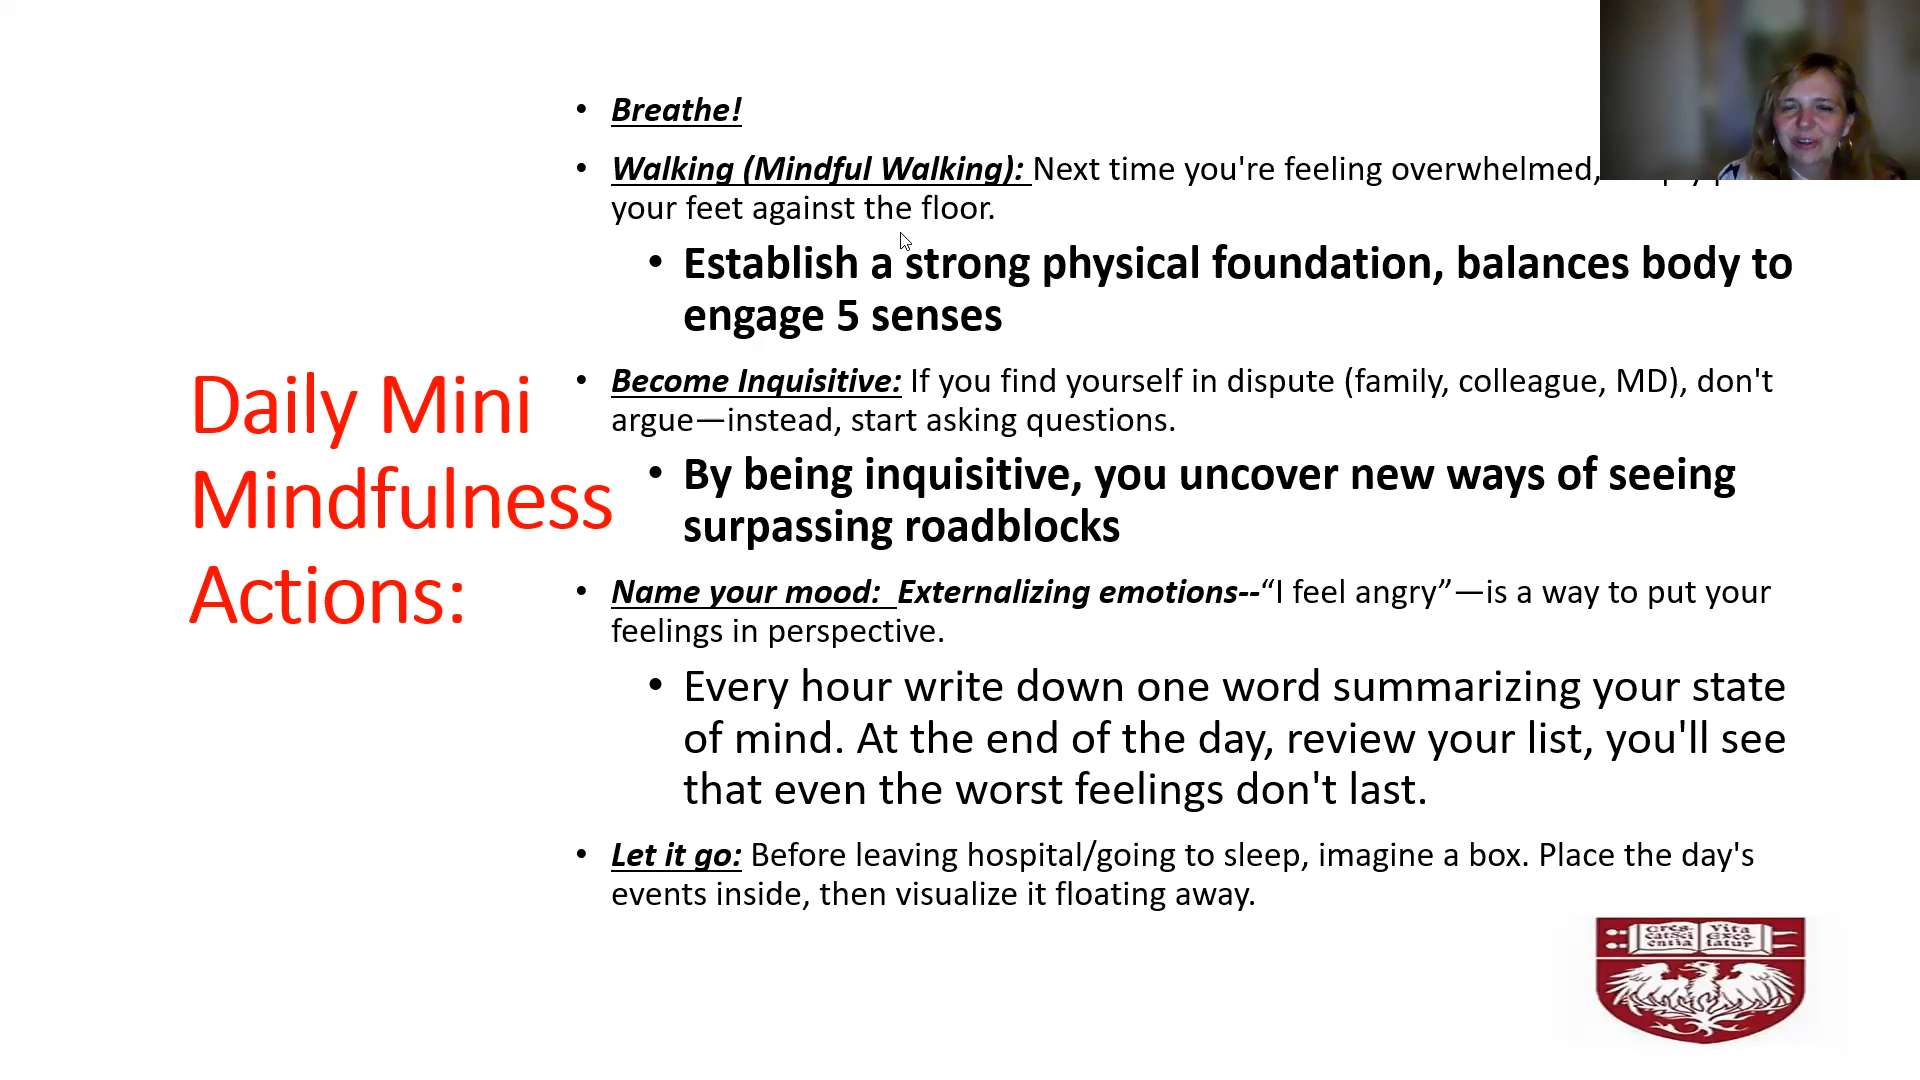 Daily Mini
Mindfulness
Actions:
• Breathe!
• Walking (Mindful Walking): Next time you're feeling overwhelmed,
your feet against the floor.
• Establish a strong physical foundation, balances body to
engage 5 senses
• Become Inquisitive: If you find yourself in dispute (family, colleague, MD), don't
argue—instead, start asking questions.
• By being inquisitive, you uncover new ways of seeing
surpassing roadblocks
• Name your mood:  Externalizing emotions--“I feel angry”—is a way to put your
feelings in perspective.
• Every hour write down one word summarizing your state
of mind. At the end of the day, review your list, you'll see
that even the worst feelings don't last.
• Let it go: Before leaving hospital/going to sleep, imagine a box. Place the day's
events inside, then visualize it floating away.
Cres Vita
catSci Exco
entia latur